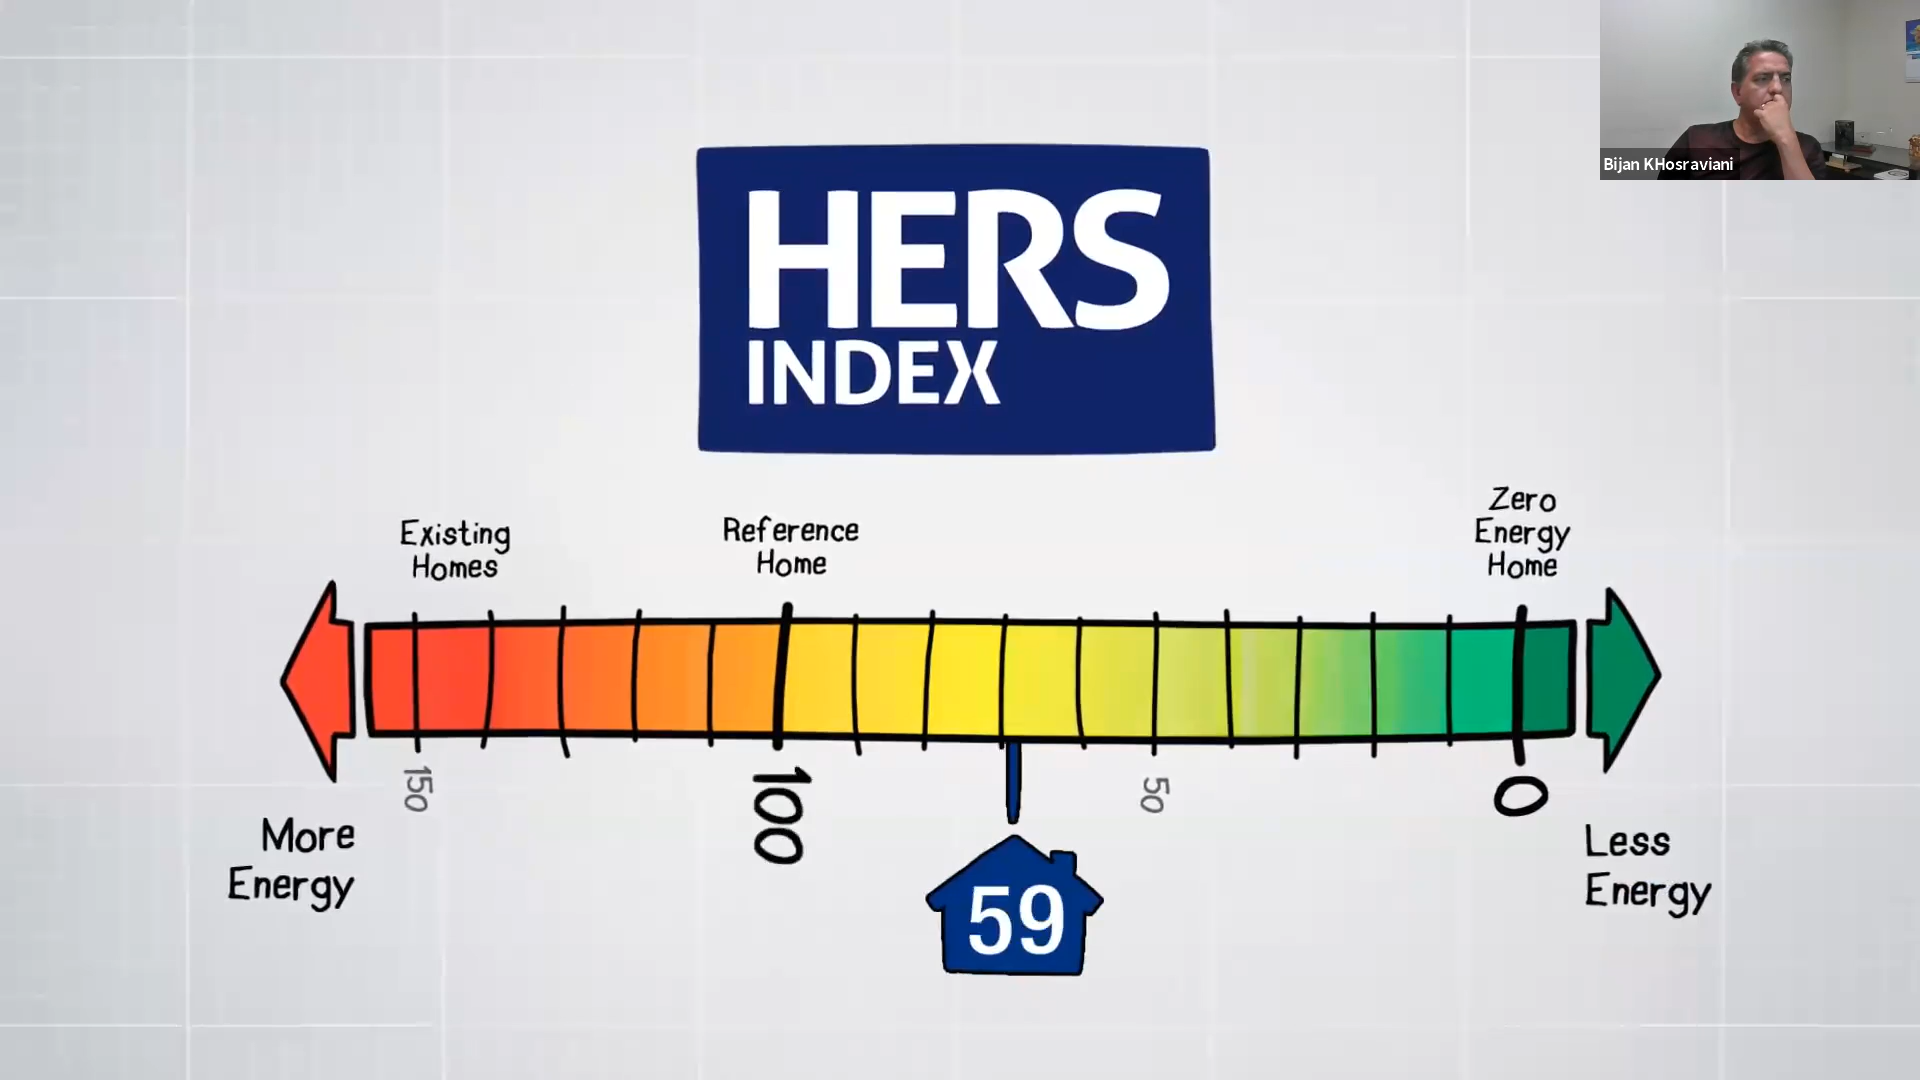 Bijan KHosraviani
HERS
INDEX
Existing
Homes
Reference
Home
Zero
Energy
Home
150
100
50
0
More
Energy
59
Less
Energy